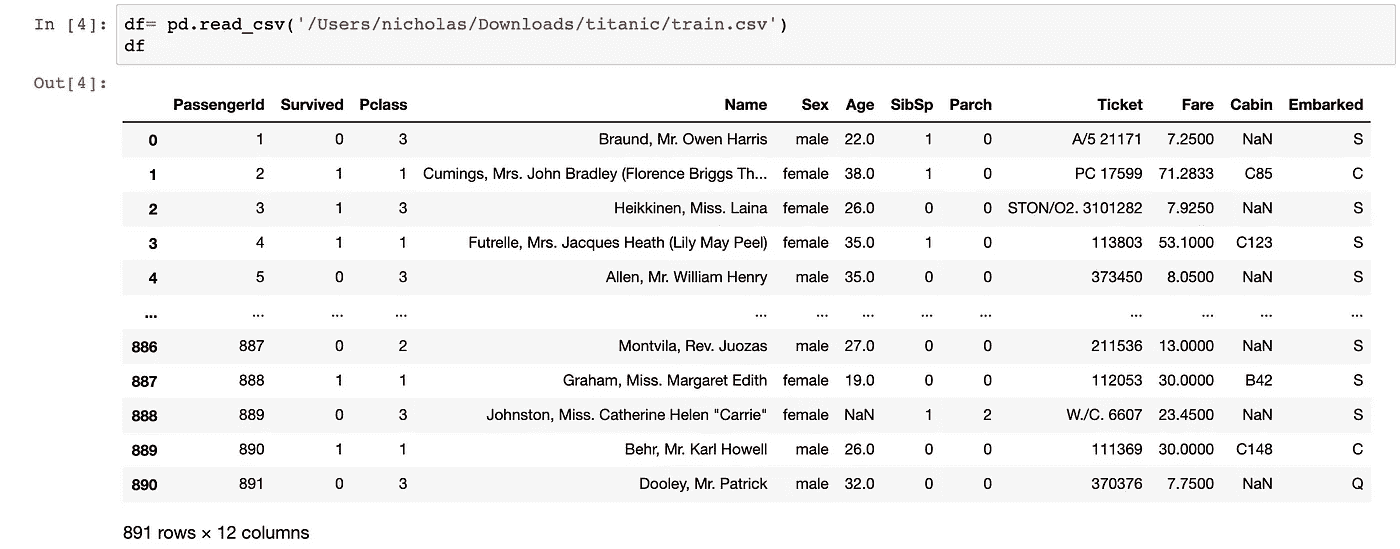 In [4]: df= pd.read_csv('/Users/nicholas/Downloads/titanic/train.csv')
df
Out[4]:
PassengerId Survived Pclass Name Sex Age SibSp Parch Ticket Fare Cabin Embarked
0 1 0 3 Braund, Mr. Owen Harris male 22.0 1 0 A/5 21171 7.2500 NaN S
1 2 1 1 Cumings, Mrs. John Bradley (Florence Briggs Th... female 38.0 1 0 PC 17599 71.2833 C85 C
2 3 1 3 Heikkinen, Miss. Laina female 26.0 0 0 STON/O2. 3101282 7.9250 NaN S
3 4 1 1 Futrelle, Mrs. Jacques Heath (Lily May Peel) female 35.0 1 0 113803 53.1000 C123 S
4 5 0 3 Allen, Mr. William Henry male 35.0 0 0 373450 8.0500 NaN S
... ... ... ... ... ... ... ... ... ... ... ... ...
886 887 0 2 Montvila, Rev. Juozas male 27.0 0 0 211536 13.0000 NaN S
887 888 1 1 Graham, Miss. Margaret Edith female 19.0 0 0 112053 30.0000 B42 S
888 889 0 3 Johnston, Miss. Catherine Helen "Carrie" female NaN 1 2 W./C. 6607 23.4500 NaN S
889 890 1 1 Behr, Mr. Karl Howell male 26.0 0 0 111369 30.0000 C148 C
890 891 0 3 Dooley, Mr. Patrick male 32.0 0 0 370376 7.7500 NaN Q
891 rows × 12 columns